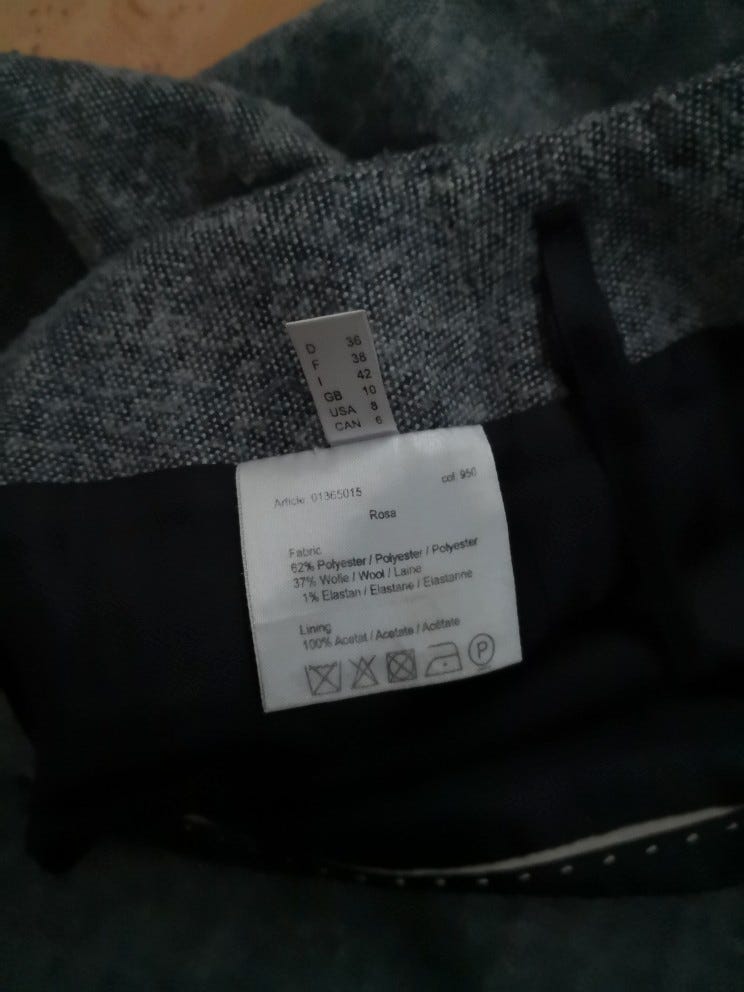 D 36
F 38
I 42
GB 10
USA 8
CAN 6
Article 01365015 col. 950
Rosa
Fabric
62% Polyester / Polyester / Polyester
37% Wolle / Wool / Laine
1% Elastan / Elastane / Elastanne
Lining
100% Acetat / Acetate / Acétate
P